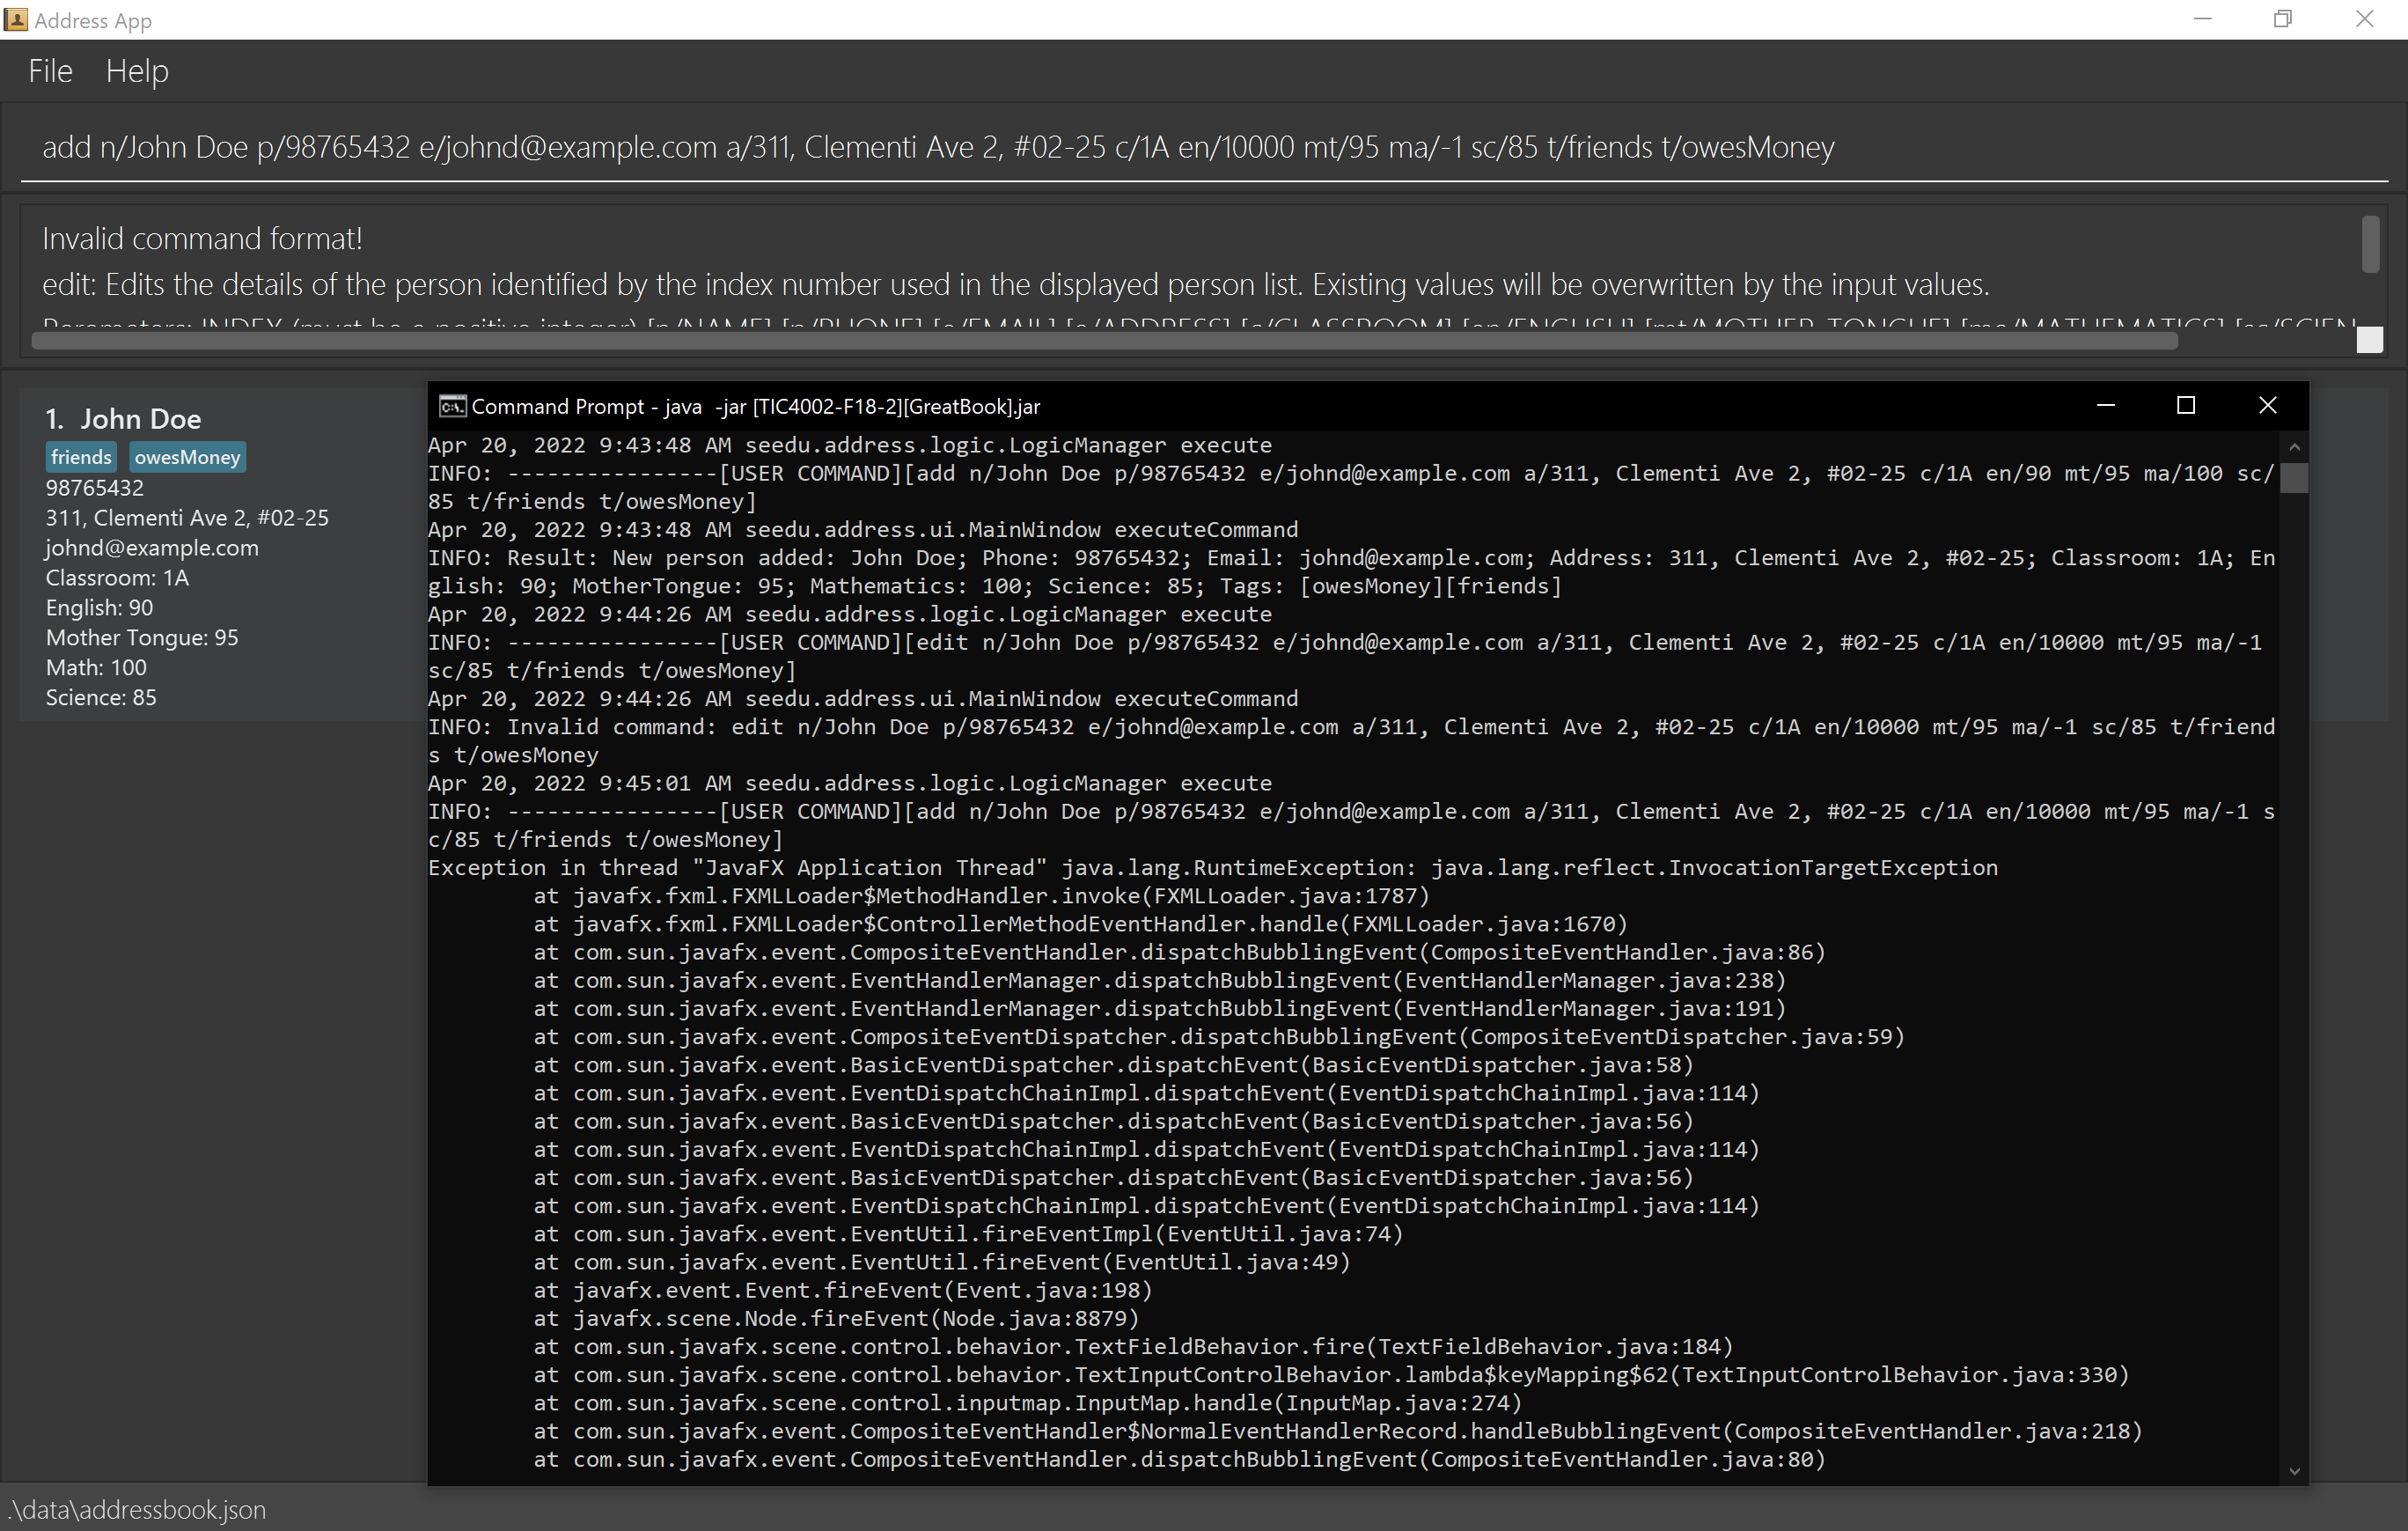 Address App
File Help
add n/John Doe p/98765432 e/johnd@example.com a/311, Clementi Ave 2, #02-25 c/1A en/10000 mt/95 ma/-1 sc/85 t/friends t/owesMoney
Invalid command format!
edit: Edits the details of the person identified by the index number used in the displayed person list. Existing values will be overwritten by the input values.
Parameters: INDEX (must be a positive integer) [n/NAME] [p/PHONE] [e/EMAIL] [a/ADDRESS] [c/CLASSROOM] [en/ENGLISH] [mt/MOTHER TONGUE] [ma/MATHEMATICS] [sc/SCIEN
1. John Doe
friends owesMoney
98765432
311, Clementi Ave 2, #02-25
johnd@example.com
Classroom: 1A
English: 90
Mother Tongue: 95
Math: 100
Science: 85
Command Prompt - java -jar [TIC4002-F18-2][GreatBook].jar
Apr 20, 2022 9:43:48 AM seedu.address.logic.LogicManager execute
INFO: ----------------[USER COMMAND][add n/John Doe p/98765432 e/johnd@example.com a/311, Clementi Ave 2, #02-25 c/1A en/90 mt/95 ma/100 sc/
85 t/friends t/owesMoney]
Apr 20, 2022 9:43:48 AM seedu.address.ui.MainWindow executeCommand
INFO: Result: New person added: John Doe; Phone: 98765432; Email: johnd@example.com; Address: 311, Clementi Ave 2, #02-25; Classroom: 1A; En
glish: 90; MotherTongue: 95; Mathematics: 100; Science: 85; Tags: [owesMoney][friends]
Apr 20, 2022 9:44:26 AM seedu.address.logic.LogicManager execute
INFO: ----------------[USER COMMAND][edit n/John Doe p/98765432 e/johnd@example.com a/311, Clementi Ave 2, #02-25 c/1A en/10000 mt/95 ma/-1
sc/85 t/friends t/owesMoney]
Apr 20, 2022 9:44:26 AM seedu.address.ui.MainWindow executeCommand
INFO: Invalid command: edit n/John Doe p/98765432 e/johnd@example.com a/311, Clementi Ave 2, #02-25 c/1A en/10000 mt/95 ma/-1 sc/85 t/friend
s t/owesMoney
Apr 20, 2022 9:45:01 AM seedu.address.logic.LogicManager execute
INFO: ----------------[USER COMMAND][add n/John Doe p/98765432 e/johnd@example.com a/311, Clementi Ave 2, #02-25 c/1A en/10000 mt/95 ma/-1 s
c/85 t/friends t/owesMoney]
Exception in thread "JavaFX Application Thread" java.lang.RuntimeException: java.lang.reflect.InvocationTargetException
at javafx.fxml.FXMLLoader$MethodHandler.invoke(FXMLLoader.java:1787)
at javafx.fxml.FXMLLoader$ControllerMethodEventHandler.handle(FXMLLoader.java:1670)
at com.sun.javafx.event.CompositeEventHandler.dispatchBubblingEvent(CompositeEventHandler.java:86)
at com.sun.javafx.event.EventHandlerManager.dispatchBubblingEvent(EventHandlerManager.java:238)
at com.sun.javafx.event.EventHandlerManager.dispatchBubblingEvent(EventHandlerManager.java:191)
at com.sun.javafx.event.CompositeEventDispatcher.dispatchBubblingEvent(CompositeEventDispatcher.java:59)
at com.sun.javafx.event.BasicEventDispatcher.dispatchEvent(BasicEventDispatcher.java:58)
at com.sun.javafx.event.EventDispatchChainImpl.dispatchEvent(EventDispatchChainImpl.java:114)
at com.sun.javafx.event.BasicEventDispatcher.dispatchEvent(BasicEventDispatcher.java:56)
at com.sun.javafx.event.EventDispatchChainImpl.dispatchEvent(EventDispatchChainImpl.java:114)
at com.sun.javafx.event.BasicEventDispatcher.dispatchEvent(BasicEventDispatcher.java:56)
at com.sun.javafx.event.EventDispatchChainImpl.dispatchEvent(EventDispatchChainImpl.java:114)
at com.sun.javafx.event.EventUtil.fireEventImpl(EventUtil.java:74)
at com.sun.javafx.event.EventUtil.fireEvent(EventUtil.java:49)
at javafx.event.Event.fireEvent(Event.java:198)
at javafx.scene.Node.fireEvent(Node.java:8879)
at com.sun.javafx.scene.control.behavior.TextFieldBehavior.fire(TextFieldBehavior.java:184)
at com.sun.javafx.scene.control.behavior.TextInputControlBehavior.lambda$keyMapping$62(TextInputControlBehavior.java:330)
at com.sun.javafx.scene.control.inputmap.InputMap.handle(InputMap.java:274)
at com.sun.javafx.event.CompositeEventHandler$NormalEventHandlerRecord.handleBubblingEvent(CompositeEventHandler.java:218)
at com.sun.javafx.event.CompositeEventHandler.dispatchBubblingEvent(CompositeEventHandler.java:80)
.\data\addressbook.json